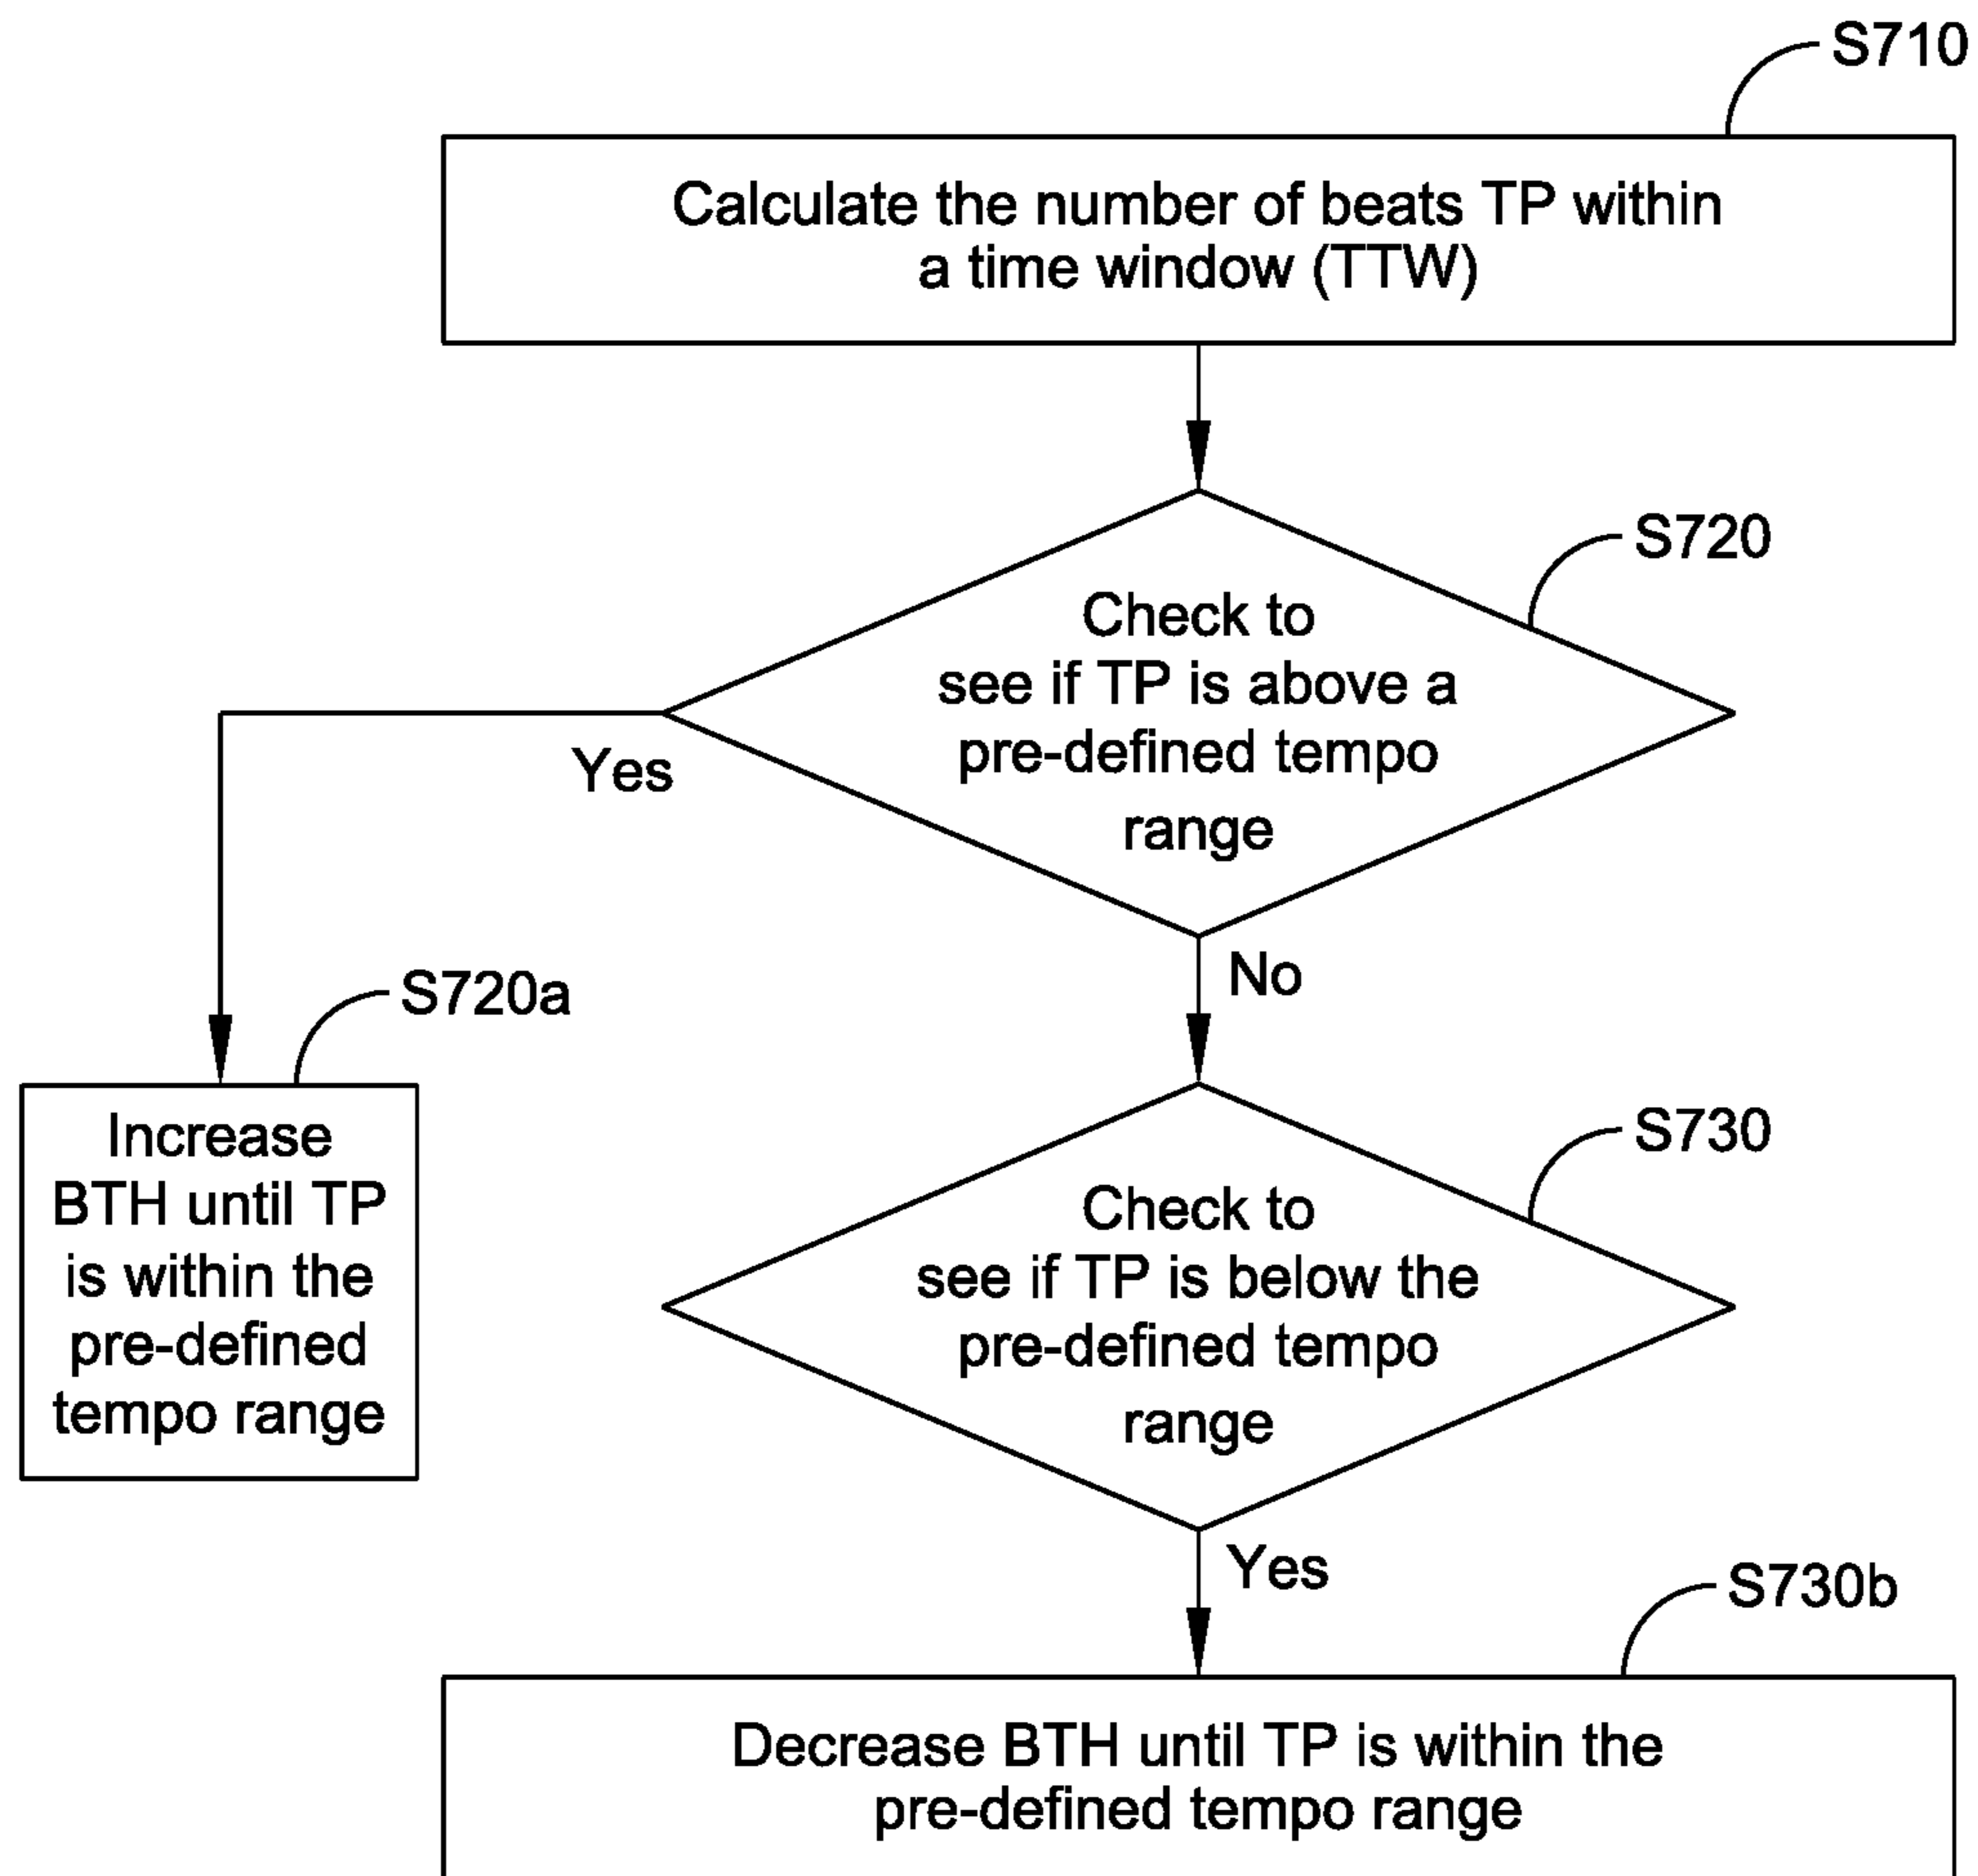 S710
Calculate the number of beats TP within
a time window (TTW)
S720
Check to
see if TP is above a
pre-defined tempo
range
Yes
No
S720a
Increase
BTH until TP
is within the
pre-defined
tempo range
S730
Check to
see if TP is below the
pre-defined tempo
range
Yes
S730b
Decrease BTH until TP is within the
pre-defined tempo range